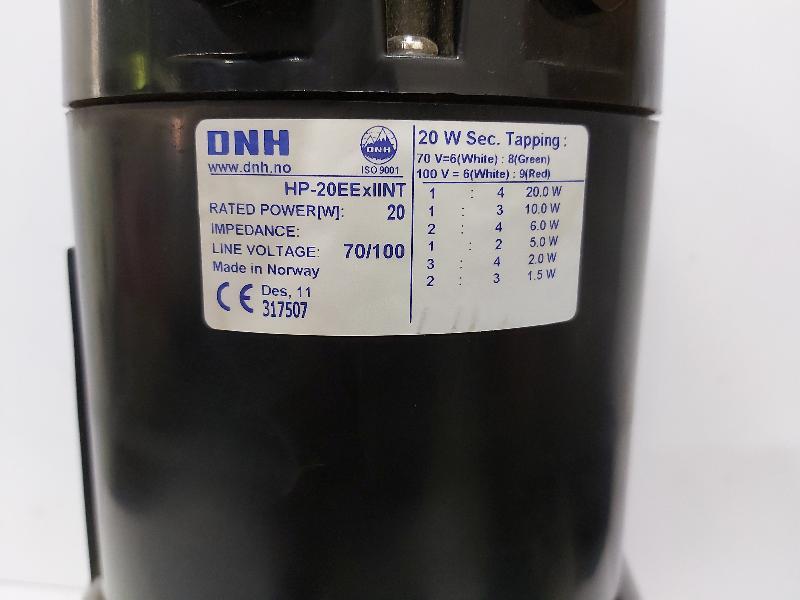 DNH
www.dnh.no
DNH
ISO 9001
HP-20EExIINT
RATED POWER[W]: 20
IMPEDANCE:
LINE VOLTAGE: 70/100
Made in Norway
CE Des, 11
317507
20 W Sec. Tapping :
70 V=6(White) : 8(Green)
100 V = 6(White) : 9(Red)
1 : 4 20.0 W
1 : 3 10.0 W
2 : 4 6.0 W
1 : 2 5.0 W
3 : 4 2.0 W
2 : 3 1.5 W